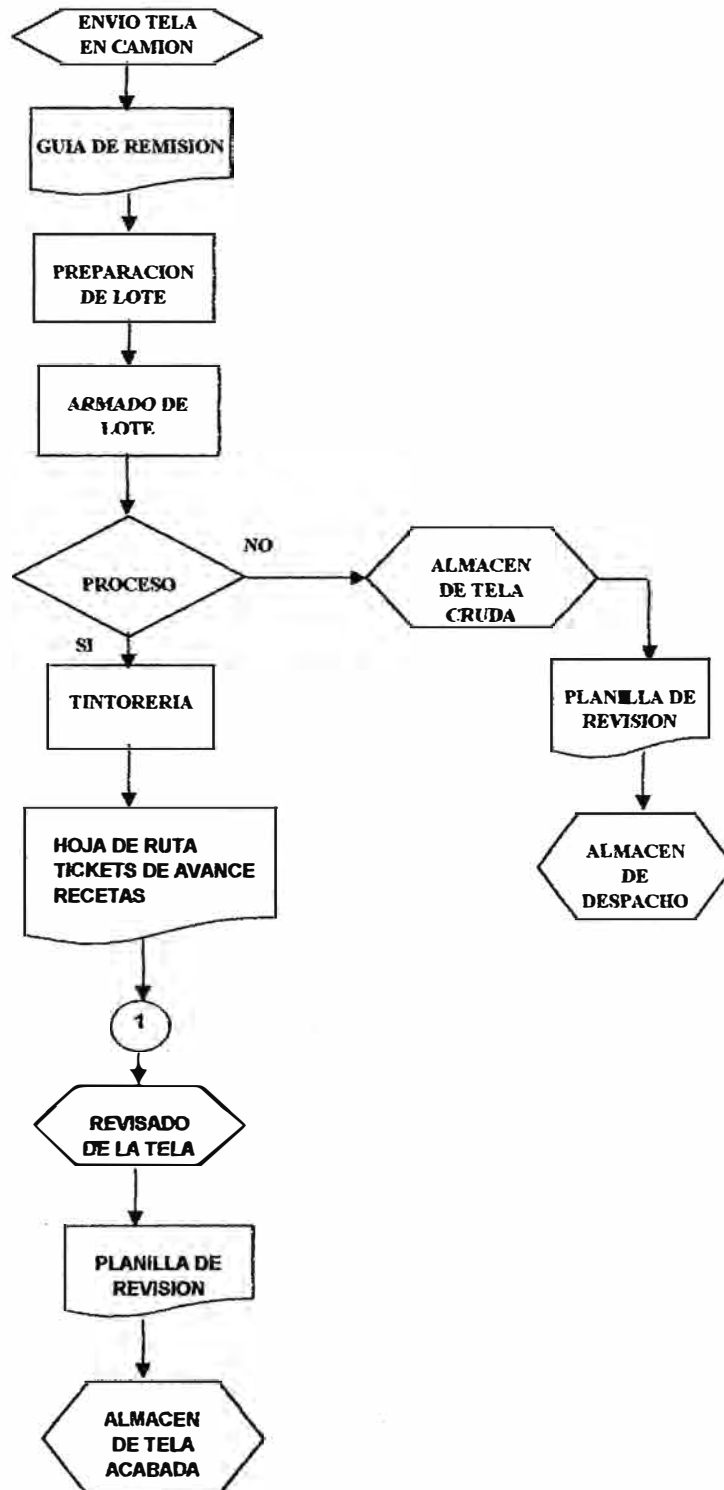 ENVIO TELA
EN CAMION
GUIA DE REMISION
PREPARACION
DE LOTE
ARMADO DE
LOTE
PROCESO
NO
SI
ALMACEN
DE TELA
CRUDA
PLANILLA DE
REVISION
ALMACEN
DE
DESPACHO
TINTORERIA
HOJA DE RUTA
TICKETS DE AVANCE
RECETAS
1
REVISADO
DE LA TELA
PLANILLA DE
REVISION
ALMACEN
DE TELA
ACABADA